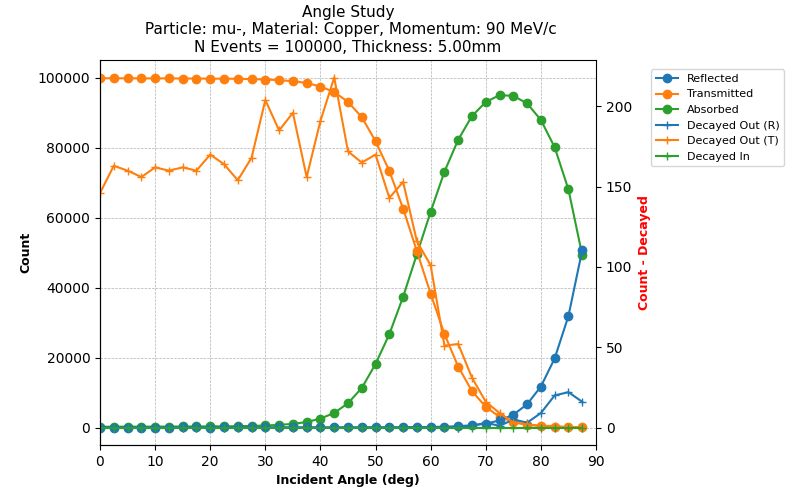 Angle Study
Particle: mu-, Material: Copper, Momentum: 90 MeV/c
N Events = 100000, Thickness: 5.00mm
100000
80000
60000
40000
20000
0
Count
0 10 20 30 40 50 60 70 80 90
Incident Angle (deg)
200
150
100
50
0
Count - Decayed
Reflected
Transmitted
Absorbed
Decayed Out (R)
Decayed Out (T)
Decayed In